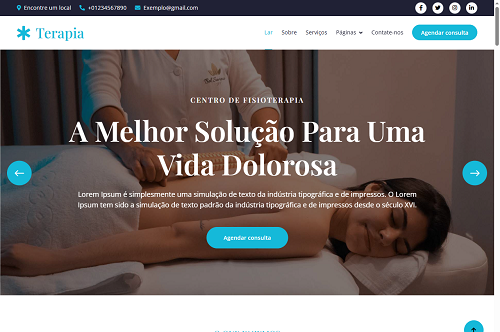 Encontre um local +01234567890 Exemplo@gmail.com
Terapia
Lar Sobre Serviços Páginas Contate-nos Agendar consulta
CENTRO DE FISIOTERAPIA
A Melhor Solução Para Uma
Vida Dolorosa
Lorem Ipsum é simplesmente uma simulação de texto da indústria tipográfica e de impressos. O Lorem
Ipsum tem sido a simulação de texto padrão da indústria tipográfica e de impressos desde o século XVI.
Agendar consulta